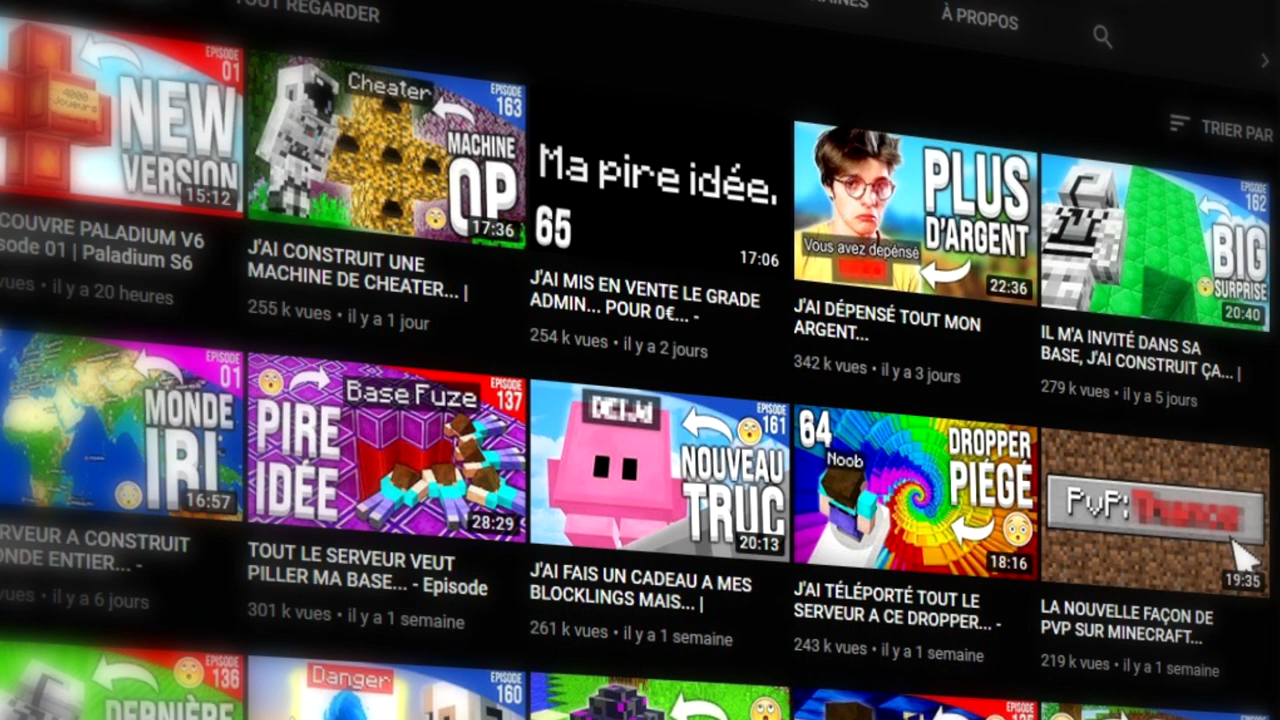 TOUT REGARDER
À PROPOS
TRIER PAR
EPISODE
01
4000
Joueurs
NEW
VERSION
15:12
COUVRE PALADIUM V6
sode 01 | Paladium S6
vues • il y a 20 heures
Cheater
EPISODE
163
MACHINE
OP
17:36
J'AI CONSTRUIT UNE
MACHINE DE CHEATER... |
255 k vues • il y a 1 jour
Ma pire idée.
65
17:06
J'AI MIS EN VENTE LE GRADE
ADMIN... POUR 0€... -
254 k vues • il y a 2 jours
PLUS
D'ARGENT
Vous avez dépensé
22:36
J'AI DÉPENSÉ TOUT MON
ARGENT...
342 k vues • il y a 3 jours
EPISODE
162
BIG
SURPRISE
20:40
IL M'A INVITÉ DANS SA
BASE, J'AI CONSTRUIT ÇA... |
279 k vues • il y a 5 jours
EPISODE
01
MONDE
IRL
16:57
RVEUR A CONSTRUIT
ONDE ENTIER... -
vues • il y a 6 jours
Base Fuze
EPISODE
137
PIRE
IDÉE
28:29
TOUT LE SERVEUR VEUT
PILLER MA BASE... - Episode
301 k vues • il y a 1 semaine
EPISODE
161
NOUVEAU
TRUC
20:13
J'AI FAIS UN CADEAU A MES
BLOCKLINGS MAIS... |
261 k vues • il y a 1 semaine
64
Noob
DROPPER
PIÉGÉ
18:16
J'AI TÉLÉPORTÉ TOUT LE
SERVEUR A CE DROPPER... -
243 k vues • il y a 1 semaine
PvP:
19:35
LA NOUVELLE FAÇON DE
PVP SUR MINECRAFT...
219 k vues • il y a 1 semaine
EPISODE
136
DERNIÈRE
Danger
EPISODE
160
EPISODE